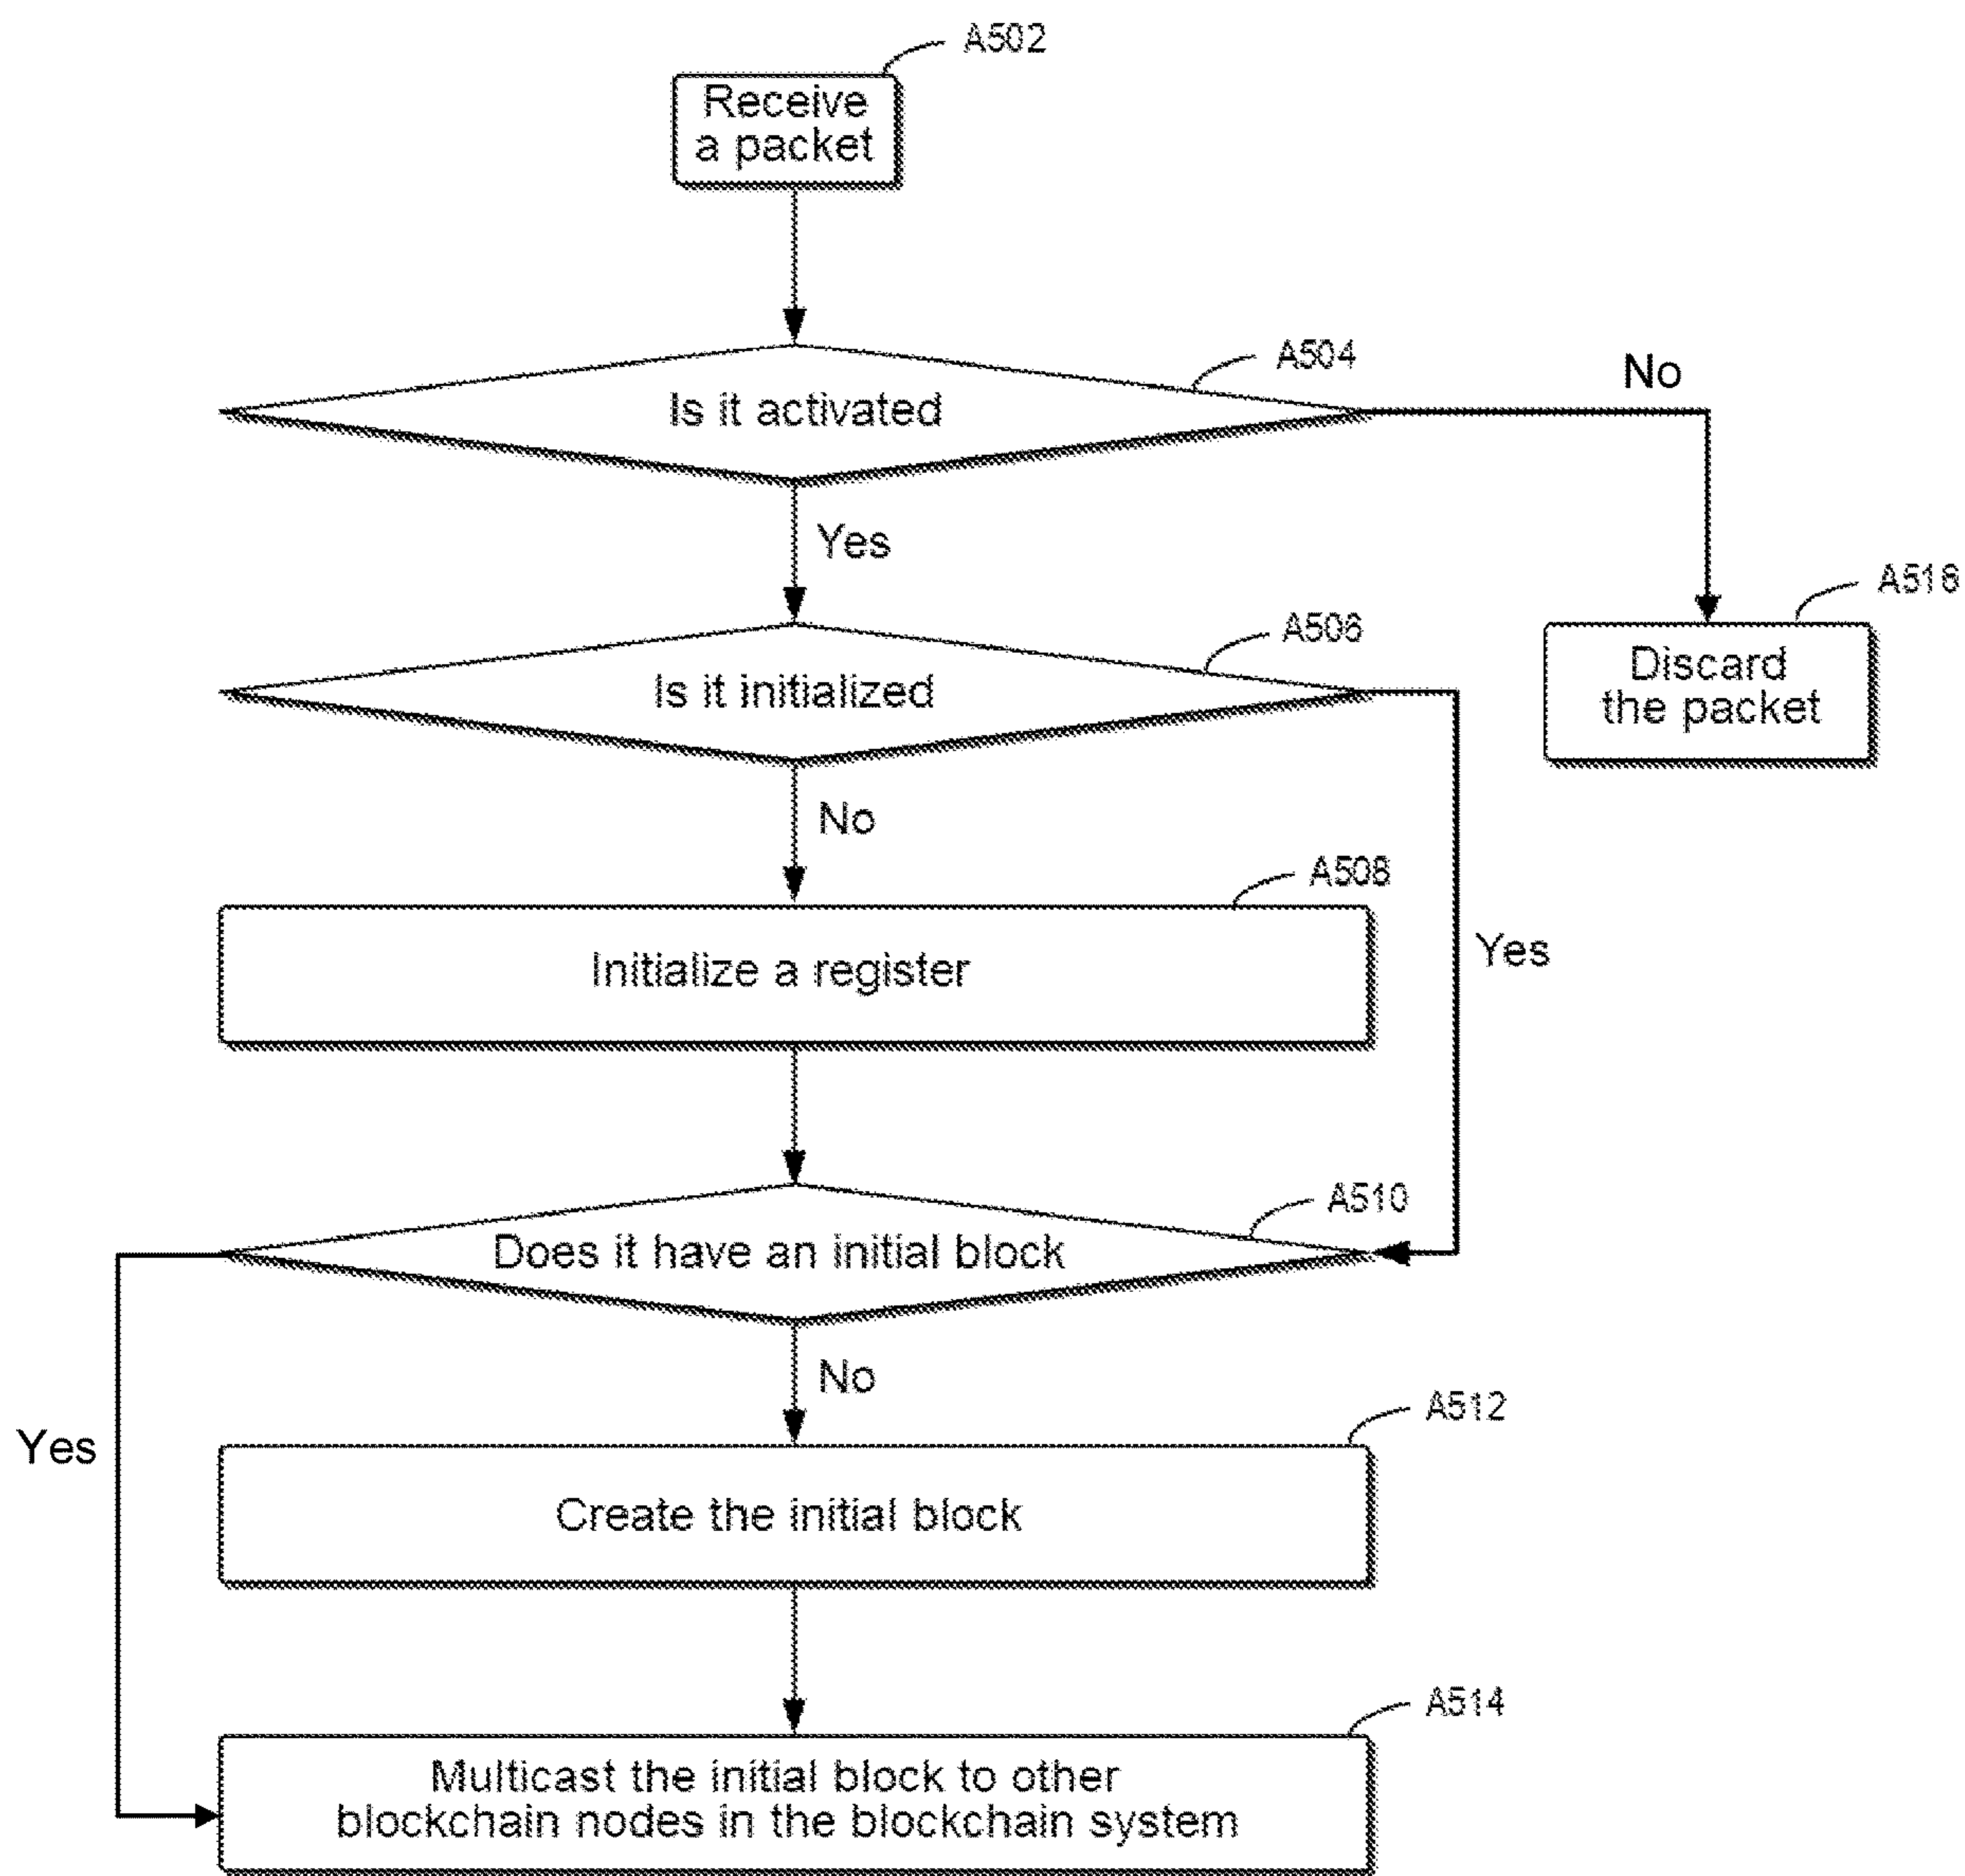 A502
Receive
a packet
A504
No
Is it activated
Yes
A516
A506
Discard
the packet
Is it initialized
No
A508
Yes
Initialize a register
A510
Does it have an initial block
No
A512
Yes
Create the initial block
A514
Multicast the initial block to other
blockchain nodes in the blockchain system